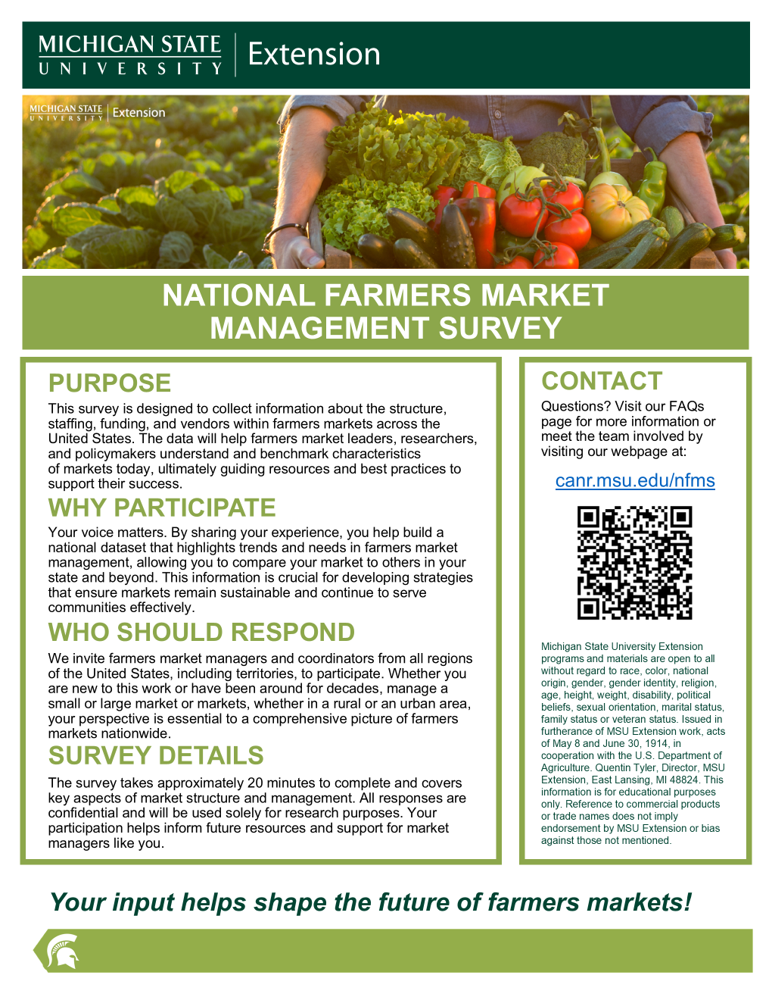 MICHIGAN STATE
UNIVERSITY
Extension
MICHIGAN STATE
UNIVERSITY
Extension
NATIONAL FARMERS MARKET
MANAGEMENT SURVEY
PURPOSE
This survey is designed to collect information about the structure,
staffing, funding, and vendors within farmers markets across the
United States. The data will help farmers market leaders, researchers,
and policymakers understand and benchmark characteristics
of markets today, ultimately guiding resources and best practices to
support their success.
WHY PARTICIPATE
Your voice matters. By sharing your experience, you help build a
national dataset that highlights trends and needs in farmers market
management, allowing you to compare your market to others in your
state and beyond. This information is crucial for developing strategies
that ensure markets remain sustainable and continue to serve
communities effectively.
WHO SHOULD RESPOND
We invite farmers market managers and coordinators from all regions
of the United States, including territories, to participate. Whether you
are new to this work or have been around for decades, manage a
small or large market or markets, whether in a rural or an urban area,
your perspective is essential to a comprehensive picture of farmers
markets nationwide.
SURVEY DETAILS
The survey takes approximately 20 minutes to complete and covers
key aspects of market structure and management. All responses are
confidential and will be used solely for research purposes. Your
participation helps inform future resources and support for market
managers like you.
CONTACT
Questions? Visit our FAQs
page for more information or
meet the team involved by
visiting our webpage at:
canr.msu.edu/nfms
Michigan State University Extension
programs and materials are open to all
without regard to race, color, national
origin, gender, gender identity, religion,
age, height, weight, disability, political
beliefs, sexual orientation, marital status,
family status or veteran status. Issued in
furtherance of MSU Extension work, acts
of May 8 and June 30, 1914, in
cooperation with the U.S. Department of
Agriculture. Quentin Tyler, Director, MSU
Extension, East Lansing, MI 48824. This
information is for educational purposes
only. Reference to commercial products
or trade names does not imply
endorsement by MSU Extension or bias
against those not mentioned.
Your input helps shape the future of farmers markets!